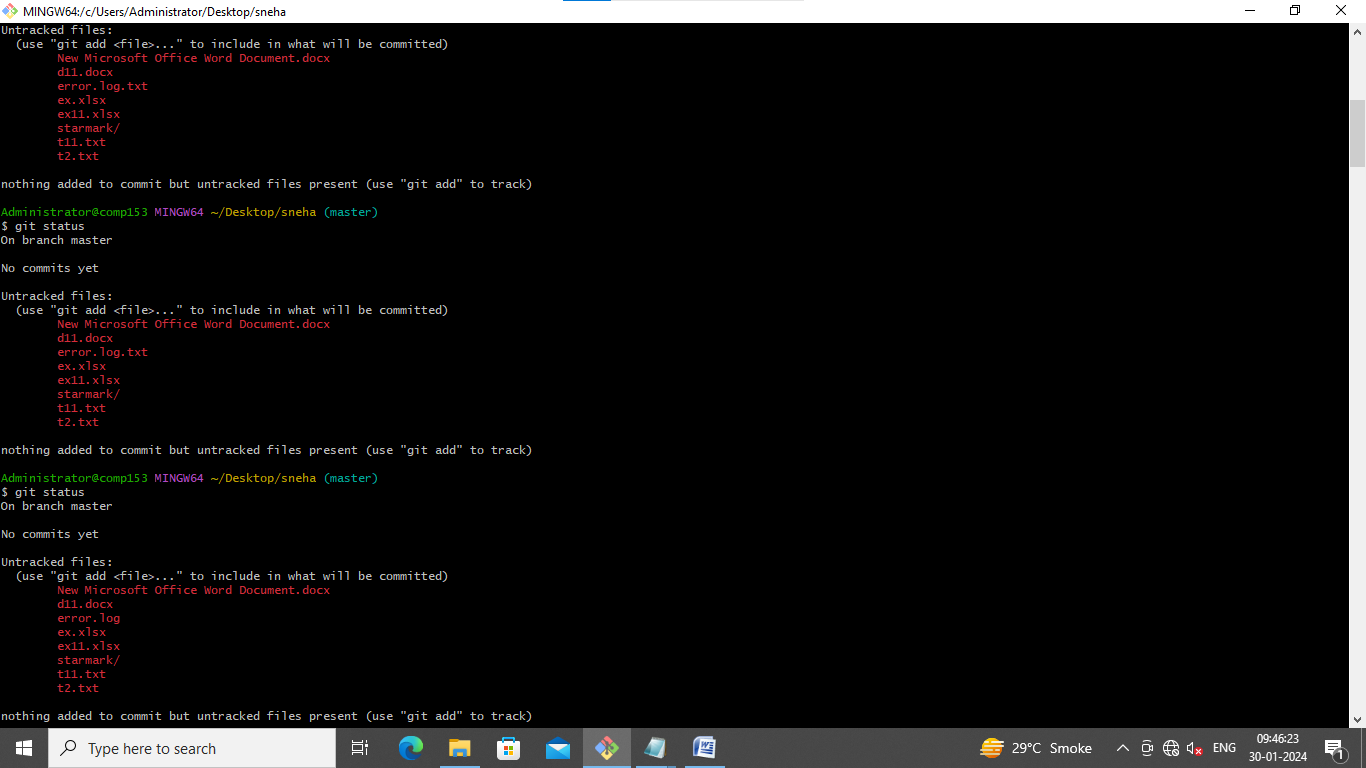 MINGW64:/c/Users/Administrator/Desktop/sneha
Untracked files:
  (use "git add <file>..." to include in what will be committed)
        New Microsoft Office Word Document.docx
        d11.docx
        error.log.txt
        ex.xlsx
        ex11.xlsx
        starmark/
        t11.txt
        t2.txt
nothing added to commit but untracked files present (use "git add" to track)
Administrator@comp153 MINGW64 ~/Desktop/sneha (master)
$ git status
On branch master
No commits yet
Untracked files:
  (use "git add <file>..." to include in what will be committed)
        New Microsoft Office Word Document.docx
        d11.docx
        error.log.txt
        ex.xlsx
        ex11.xlsx
        starmark/
        t11.txt
        t2.txt
nothing added to commit but untracked files present (use "git add" to track)
Administrator@comp153 MINGW64 ~/Desktop/sneha (master)
$ git status
On branch master
No commits yet
Untracked files:
  (use "git add <file>..." to include in what will be committed)
        New Microsoft Office Word Document.docx
        d11.docx
        error.log
        ex.xlsx
        ex11.xlsx
        starmark/
        t11.txt
        t2.txt
nothing added to commit but untracked files present (use "git add" to track)
Type here to search
29°C Smoke
ENG
09:46:23
30-01-2024
1